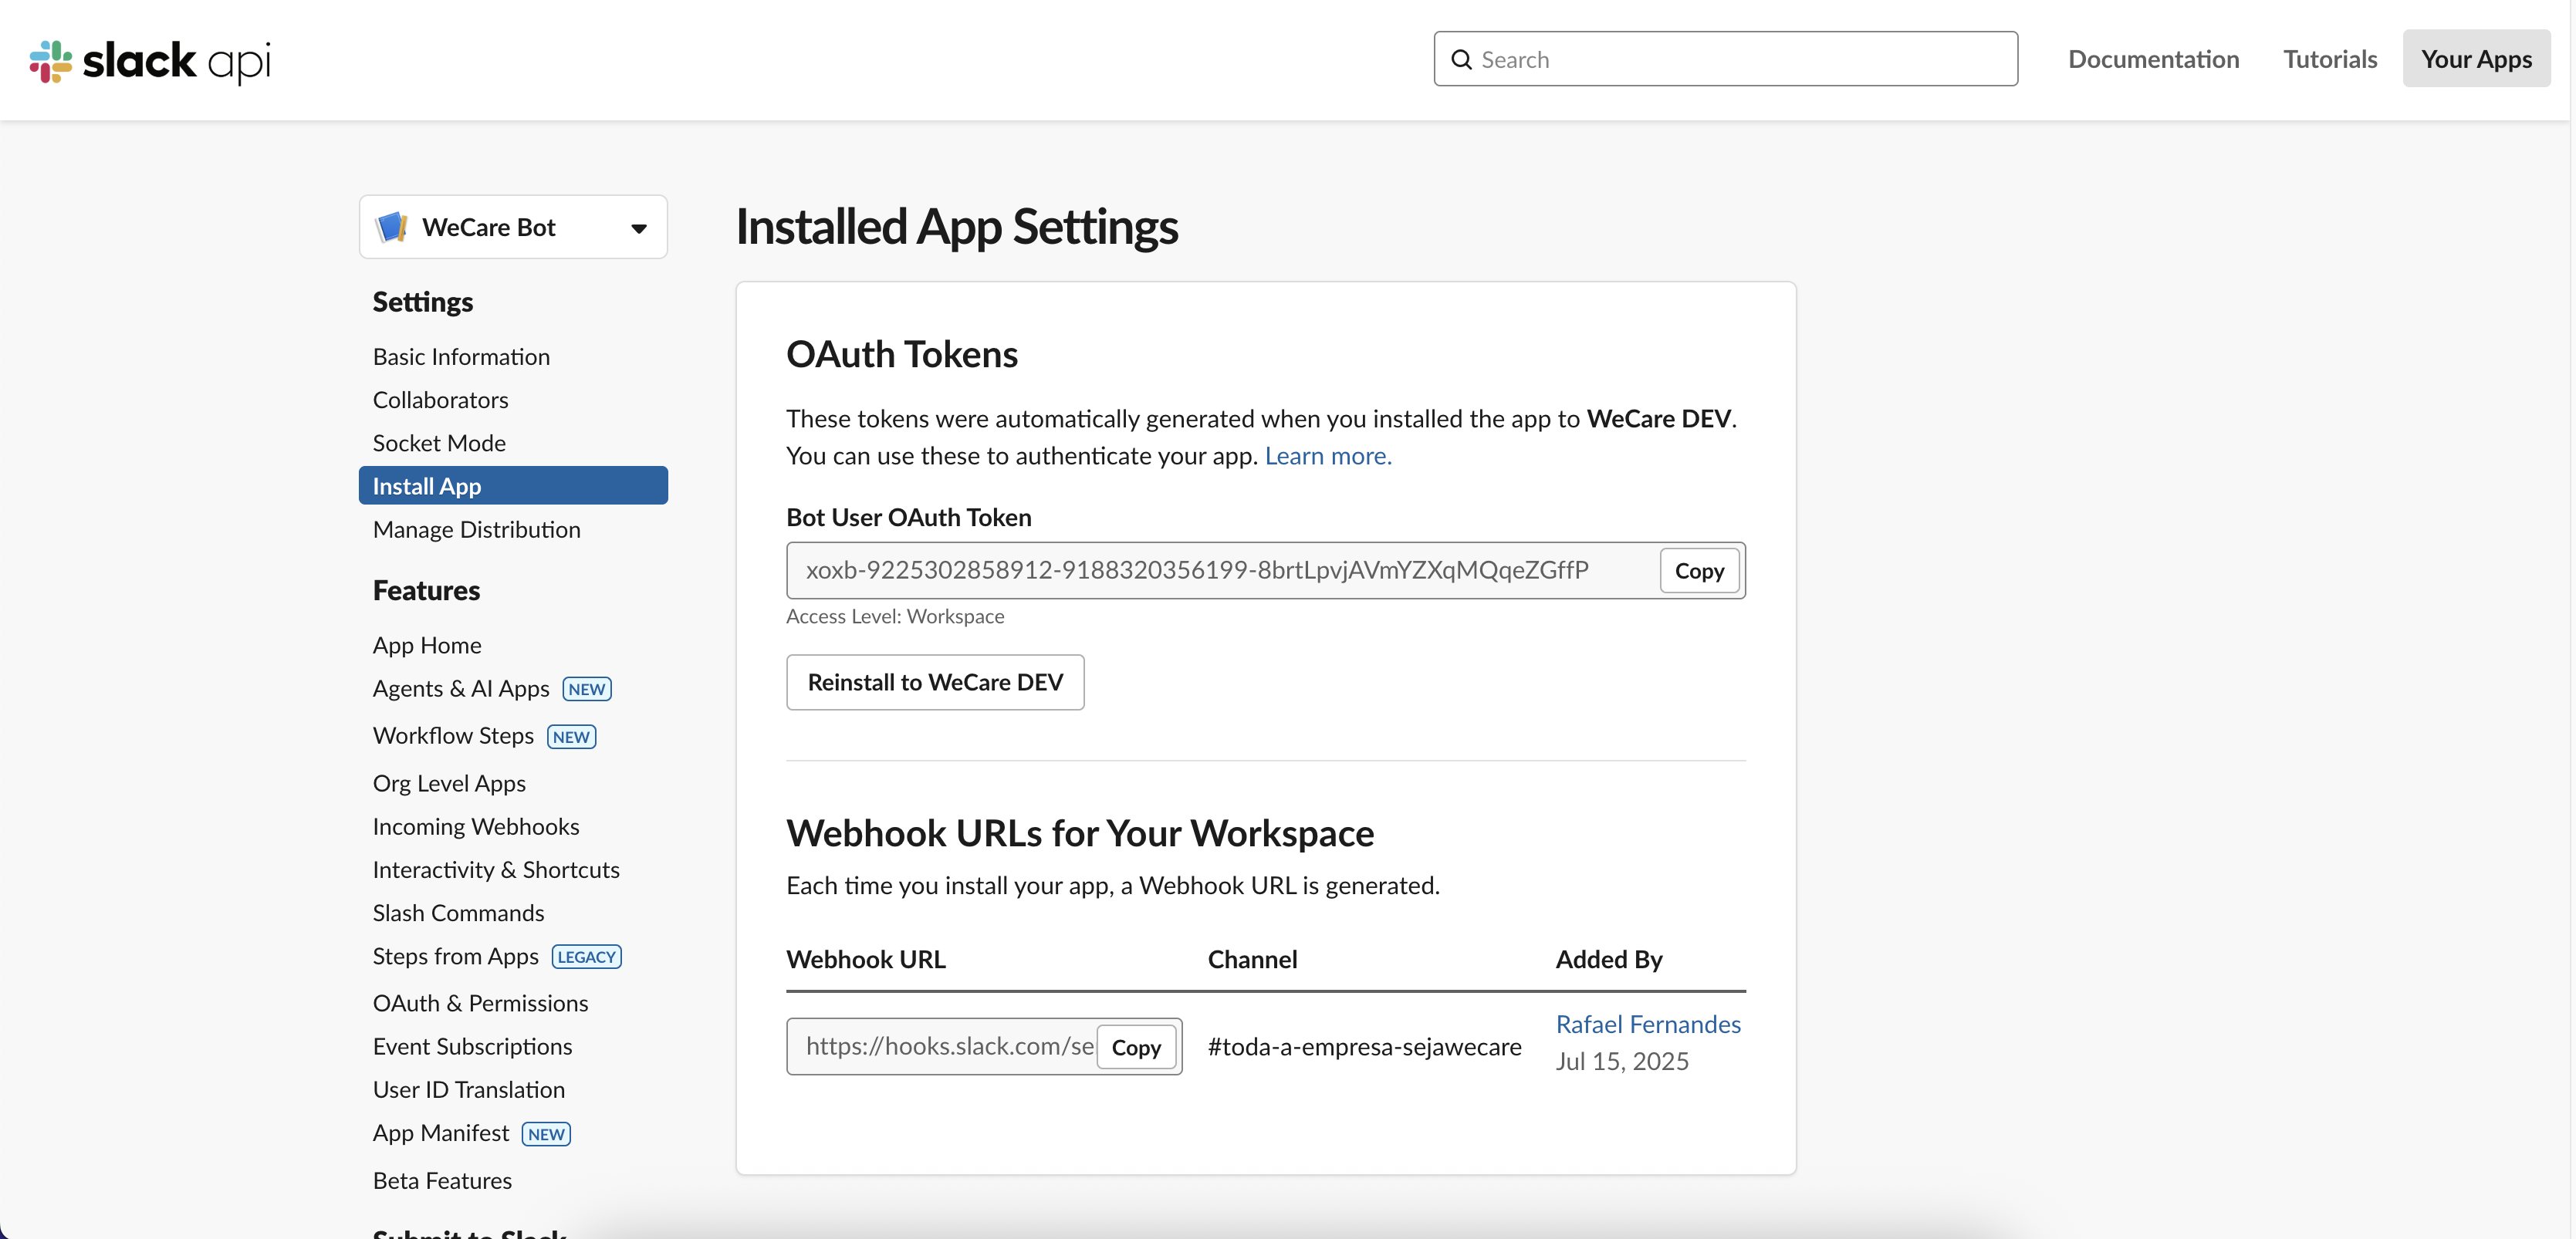 slack api
Search
Documentation
Tutorials
Your Apps
WeCare Bot
Settings
Basic Information
Collaborators
Socket Mode
Install App
Manage Distribution
Features
App Home
Agents & AI Apps NEW
Workflow Steps NEW
Org Level Apps
Incoming Webhooks
Interactivity & Shortcuts
Slash Commands
Steps from Apps LEGACY
OAuth & Permissions
Event Subscriptions
User ID Translation
App Manifest NEW
Beta Features
Submit to Slack
Installed App Settings
OAuth Tokens
These tokens were automatically generated when you installed the app to WeCare DEV.
You can use these to authenticate your app. Learn more.
Bot User OAuth Token
xoxb-9225302858912-9188320356199-8brtLpvjAVmYZXqMQqeZGffP Copy
Access Level: Workspace
Reinstall to WeCare DEV
Webhook URLs for Your Workspace
Each time you install your app, a Webhook URL is generated.
Webhook URL Channel Added By
https://hooks.slack.com/se Copy #toda-a-empresa-sejawecare Rafael Fernandes
Jul 15, 2025